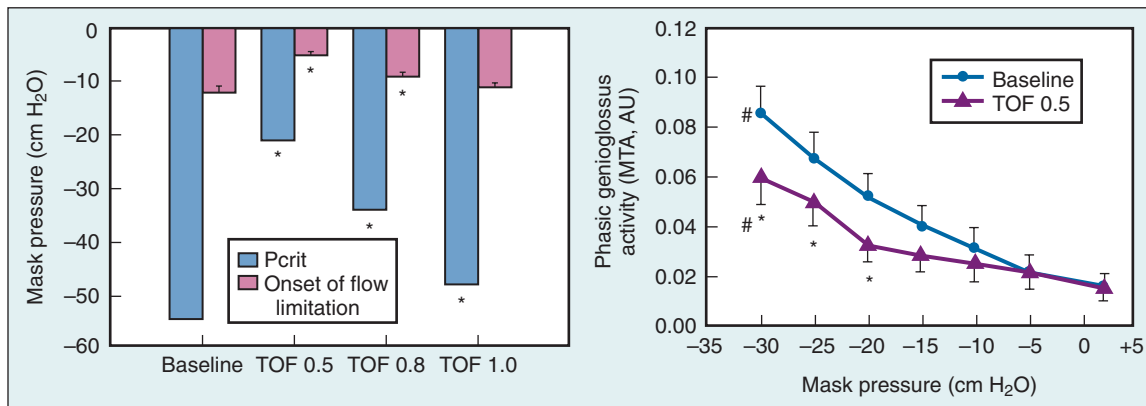 0
–10
–20
–30
–40
–50
–60
Mask pressure (cm H2O)
*
*
*
*
*
Pcrit
Onset of flow
limitation
Baseline TOF 0.5 TOF 0.8 TOF 1.0
0.12
0.10
0.08
0.06
0.04
0.02
0.00
Phasic genioglossus
activity (MTA, AU)
Baseline
TOF 0.5
#
# *
*
*
–35 –30 –25 –20 –15 –10 –5 0 +5
Mask pressure (cm H2O)